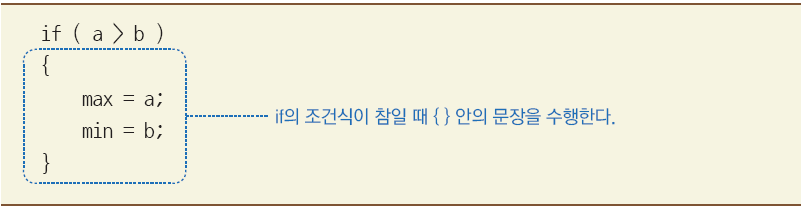 if ( a > b )
{
max = a;
if의 조건식이 참일 때 { } 안의 문장을 수행한다.
min = b;
}